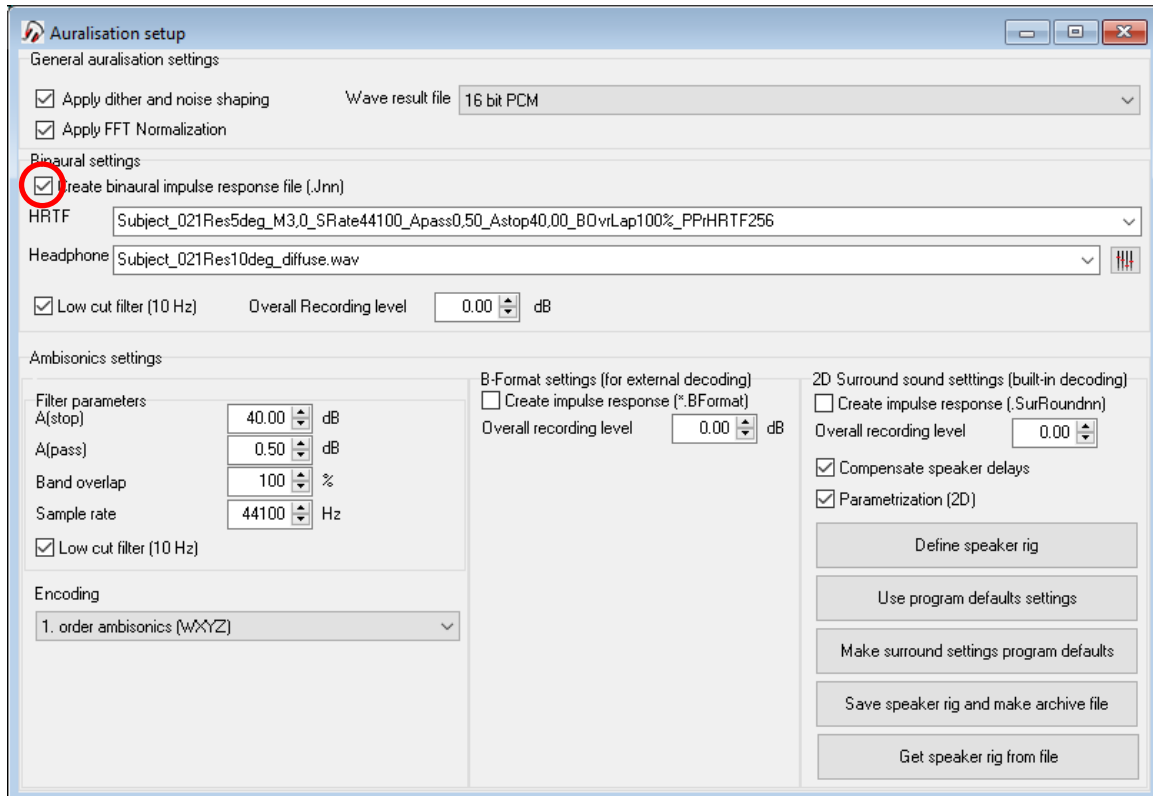 Auralisation setup
General auralisation settings
Apply dither and noise shaping
Wave result file
16 bit PCM
Apply FFT Normalization
Binaural settings
Create binaural impulse response file (.Jnn)
HRTF
Subject_021Res5deg_M3,0_SRate44100_Apass0,50_Astop40,00_BOvrLap100%_PPrHRTF256
Headphone
Subject_021Res10deg_diffuse.wav
Low cut filter (10 Hz)
Overall Recording level
0.00
dB
Ambisonics settings
Filter parameters
A(stop)
40.00
dB
A(pass)
0.50
dB
Band overlap
100
%
Sample rate
44100
Hz
Low cut filter (10 Hz)
Encoding
1. order ambisonics (WXYZ)
B-Format settings (for external decoding)
Create impulse response (*.BFormat)
Overall recording level
0.00
dB
2D Surround sound setttings (built-in decoding)
Create impulse response (.SurRoundnn)
Overall recording level
0.00
Compensate speaker delays
Parametrization (2D)
Define speaker rig
Use program defaults settings
Make surround settings program defaults
Save speaker rig and make archive file
Get speaker rig from file